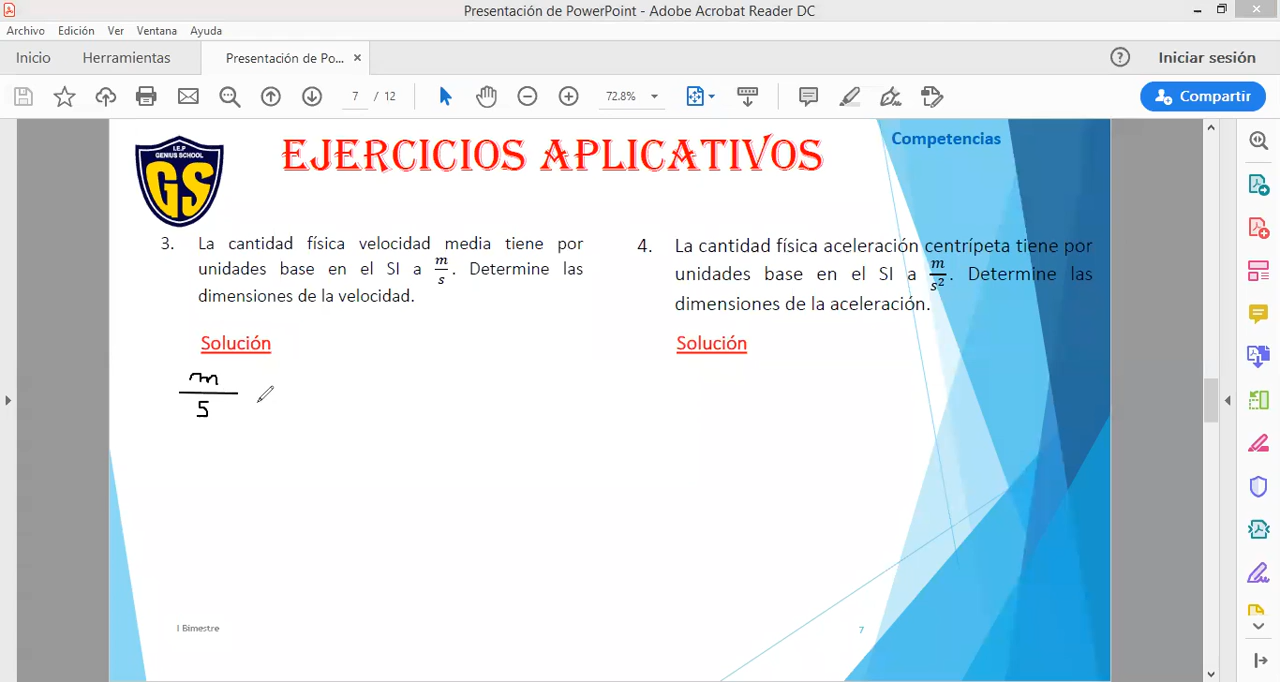 Presentación de PowerPoint - Adobe Acrobat Reader DC
Archivo Edición Ver Ventana Ayuda
Inicio Herramientas Presentación de Po... × ? Iniciar sesión
7 / 12 72.8% Compartir
I.E.P
GENIUS SCHOOL
GS
EJERCICIOS APLICATIVOS
Competencias
3. La cantidad física velocidad media tiene por
unidades base en el SI a m/s. Determine las
dimensiones de la velocidad.
Solución
m
s
4. La cantidad física aceleración centrípeta tiene por
unidades base en el SI a m/s². Determine las
dimensiones de la aceleración.
Solución
I Bimestre
7